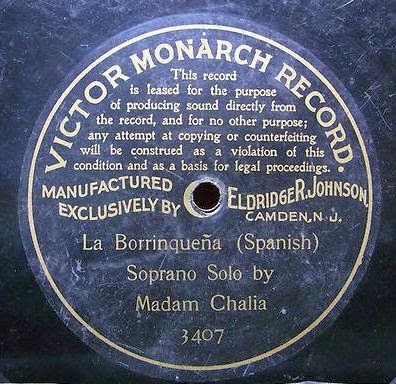 VICTOR MONARCH RECORD.
This record
is leased for the purpose
of producing sound directly from
the record, and for no other purpose;
any attempt at copying or counterfeiting
will be construed as a violation of this
condition and as a basis for legal proceedings.
MANUFACTURED
EXCLUSIVELY BY
ELDRIDGE R. JOHNSON,
CAMDEN, N. J.
La Borrinqueña (Spanish)
Soprano Solo by
Madam Chalia
3407